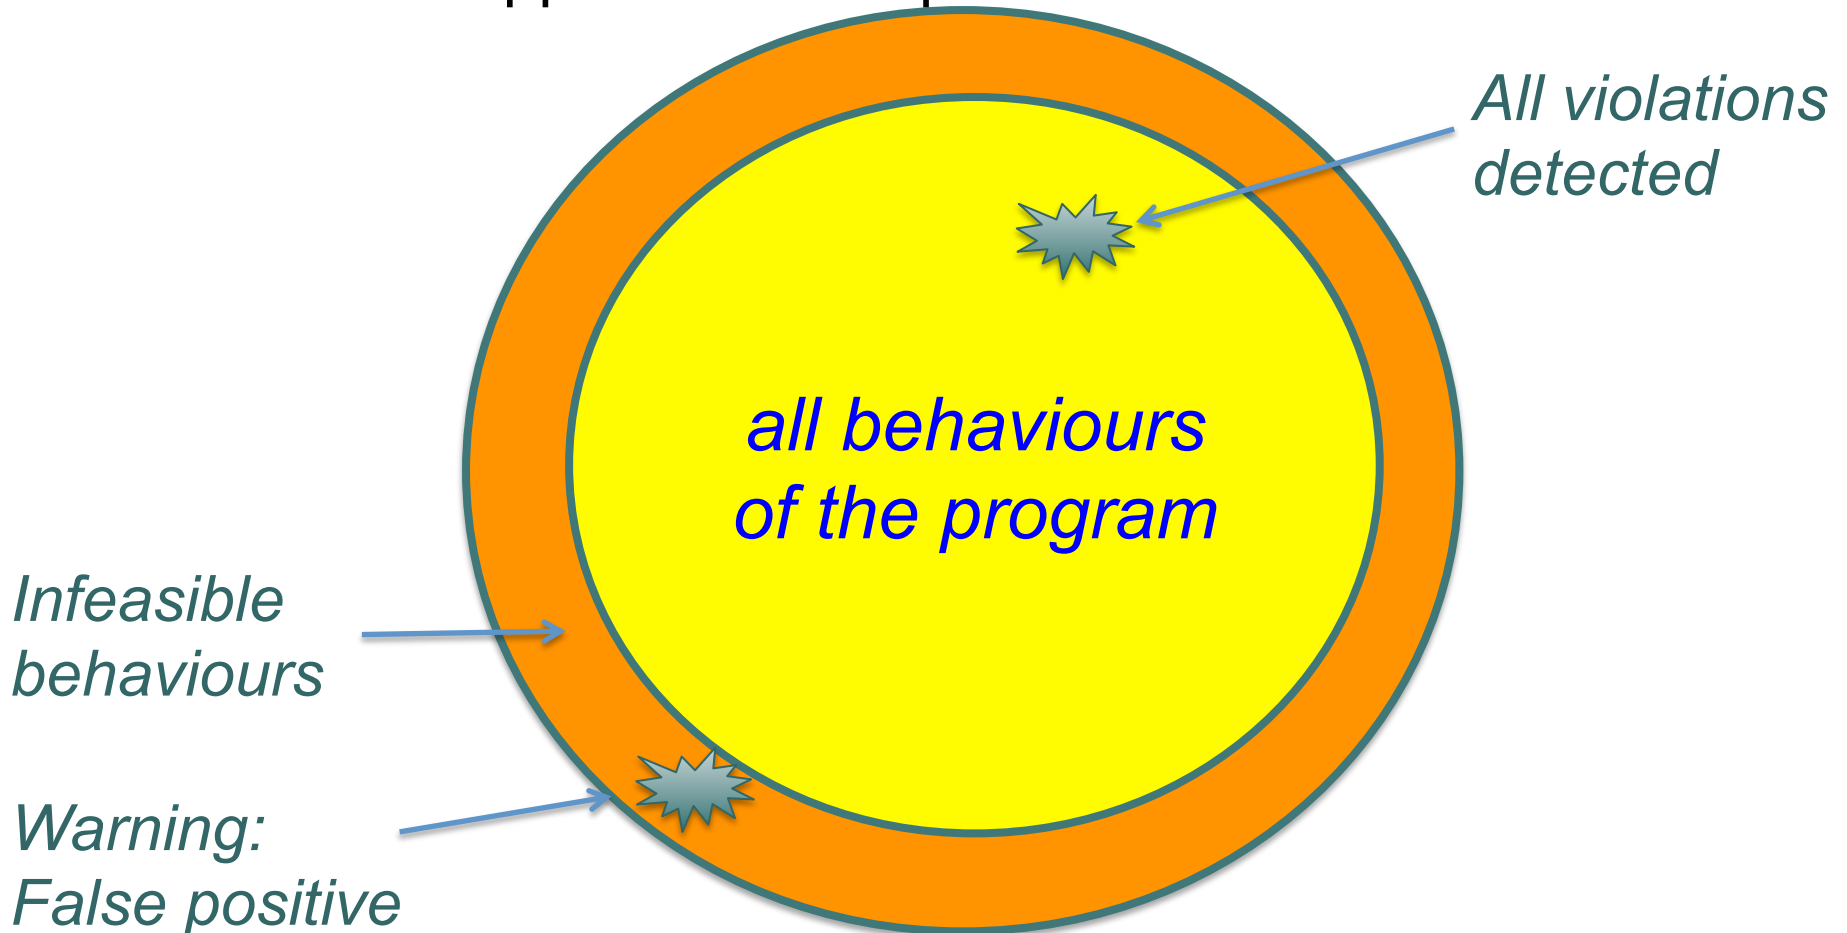 All violations
detected
all behaviours
of the program
Infeasible
behaviours
Warning:
False positive